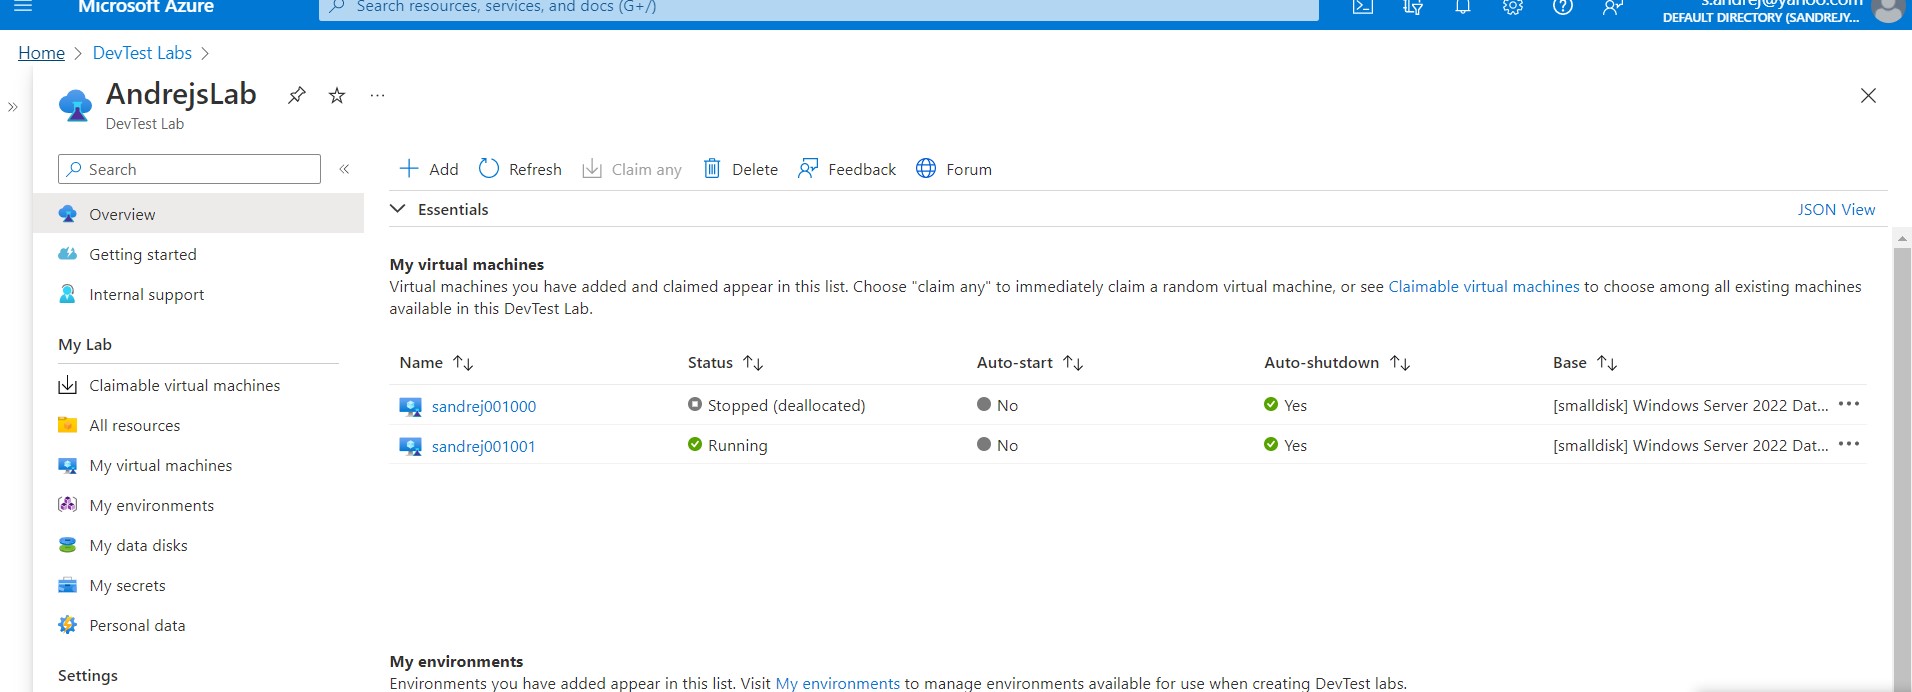 Microsoft Azure
Search resources, services, and docs (G+/)
s.andrej@yahoo.com
DEFAULT DIRECTORY (SANDREJY...
Home > DevTest Labs >
AndrejsLab
DevTest Lab
Search
Overview
Getting started
Internal support
My Lab
Claimable virtual machines
All resources
My virtual machines
My environments
My data disks
My secrets
Personal data
Settings
Add Refresh Claim any Delete Feedback Forum
Essentials JSON View
My virtual machines
Virtual machines you have added and claimed appear in this list. Choose "claim any" to immediately claim a random virtual machine, or see Claimable virtual machines to choose among all existing machines
available in this DevTest Lab.
Name Status Auto-start Auto-shutdown Base
sandrej001000 Stopped (deallocated) No Yes [smalldisk] Windows Server 2022 Dat...
sandrej001001 Running No Yes [smalldisk] Windows Server 2022 Dat...
My environments
Environments you have added appear in this list. Visit My environments to manage environments available for use when creating DevTest labs.